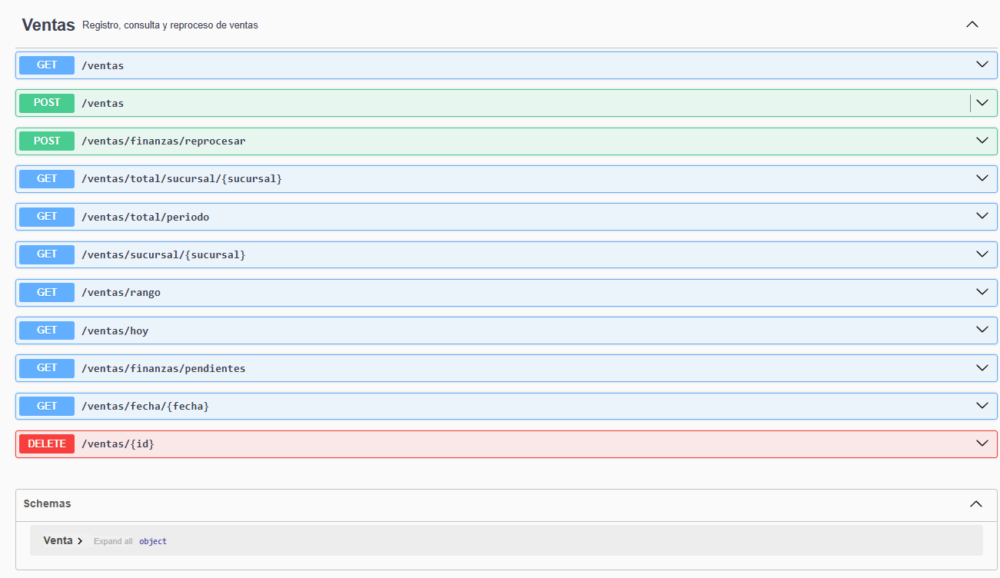 Ventas Registro, consulta y reproceso de ventas
GET /ventas
POST /ventas
POST /ventas/finanzas/reprocesar
GET /ventas/total/sucursal/{sucursal}
GET /ventas/total/periodo
GET /ventas/sucursal/{sucursal}
GET /ventas/rango
GET /ventas/hoy
GET /ventas/finanzas/pendientes
GET /ventas/fecha/{fecha}
DELETE /ventas/{id}
Schemas
Venta Expand all object